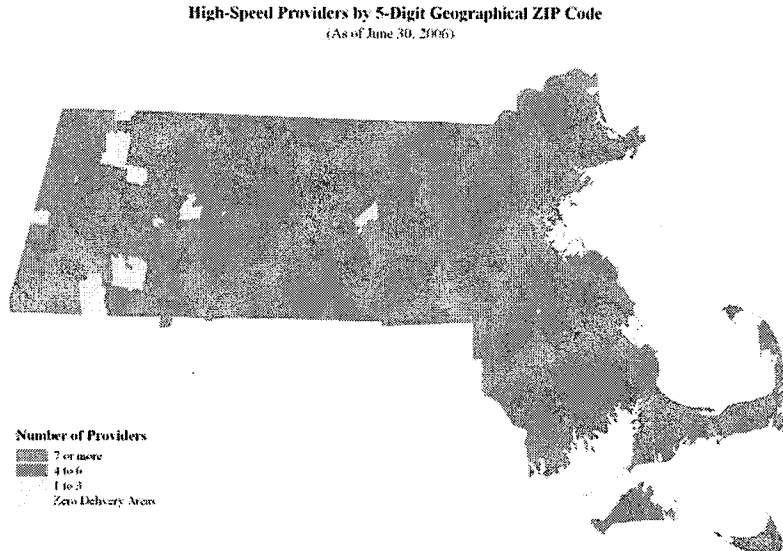 High-Speed Providers by 5-Digit Geographical ZIP Code
(As of June 30, 2006)
Number of Providers
7 or more
4 to 6
1 to 3
Zero Delivery Areas